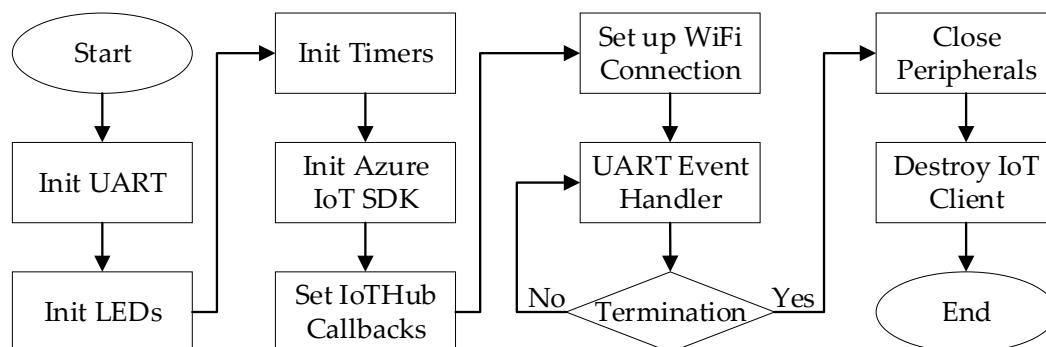 Start
Init UART
Init LEDs
Init Timers
Init Azure
IoT SDK
Set IoTHub
Callbacks
Set up WiFi
Connection
UART Event
Handler
No
Termination
Yes
Close
Peripherals
Destroy IoT
Client
End